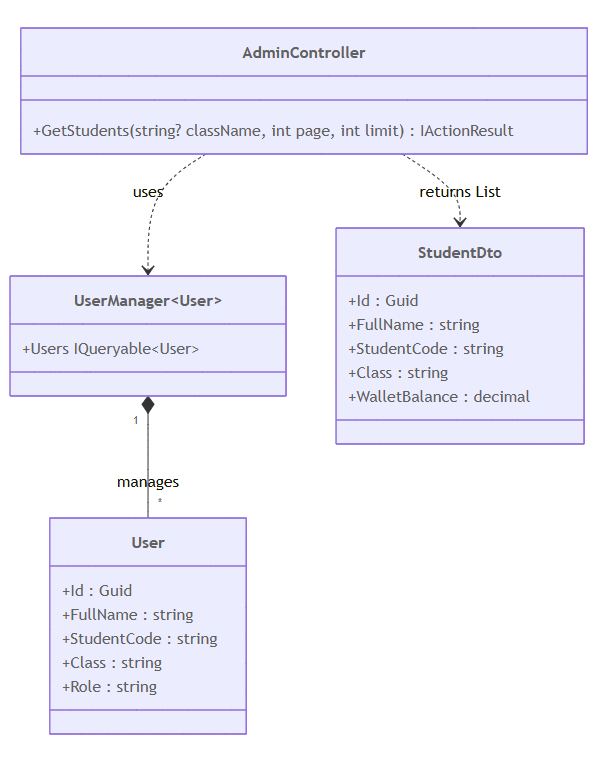 AdminController
+GetStudents(string? className, int page, int limit) : IActionResult
uses
returns List
UserManager<User>
+Users IQueryable<User>
StudentDto
+Id : Guid
+FullName : string
+StudentCode : string
+Class : string
+WalletBalance : decimal
1
manages
*
User
+Id : Guid
+FullName : string
+StudentCode : string
+Class : string
+Role : string